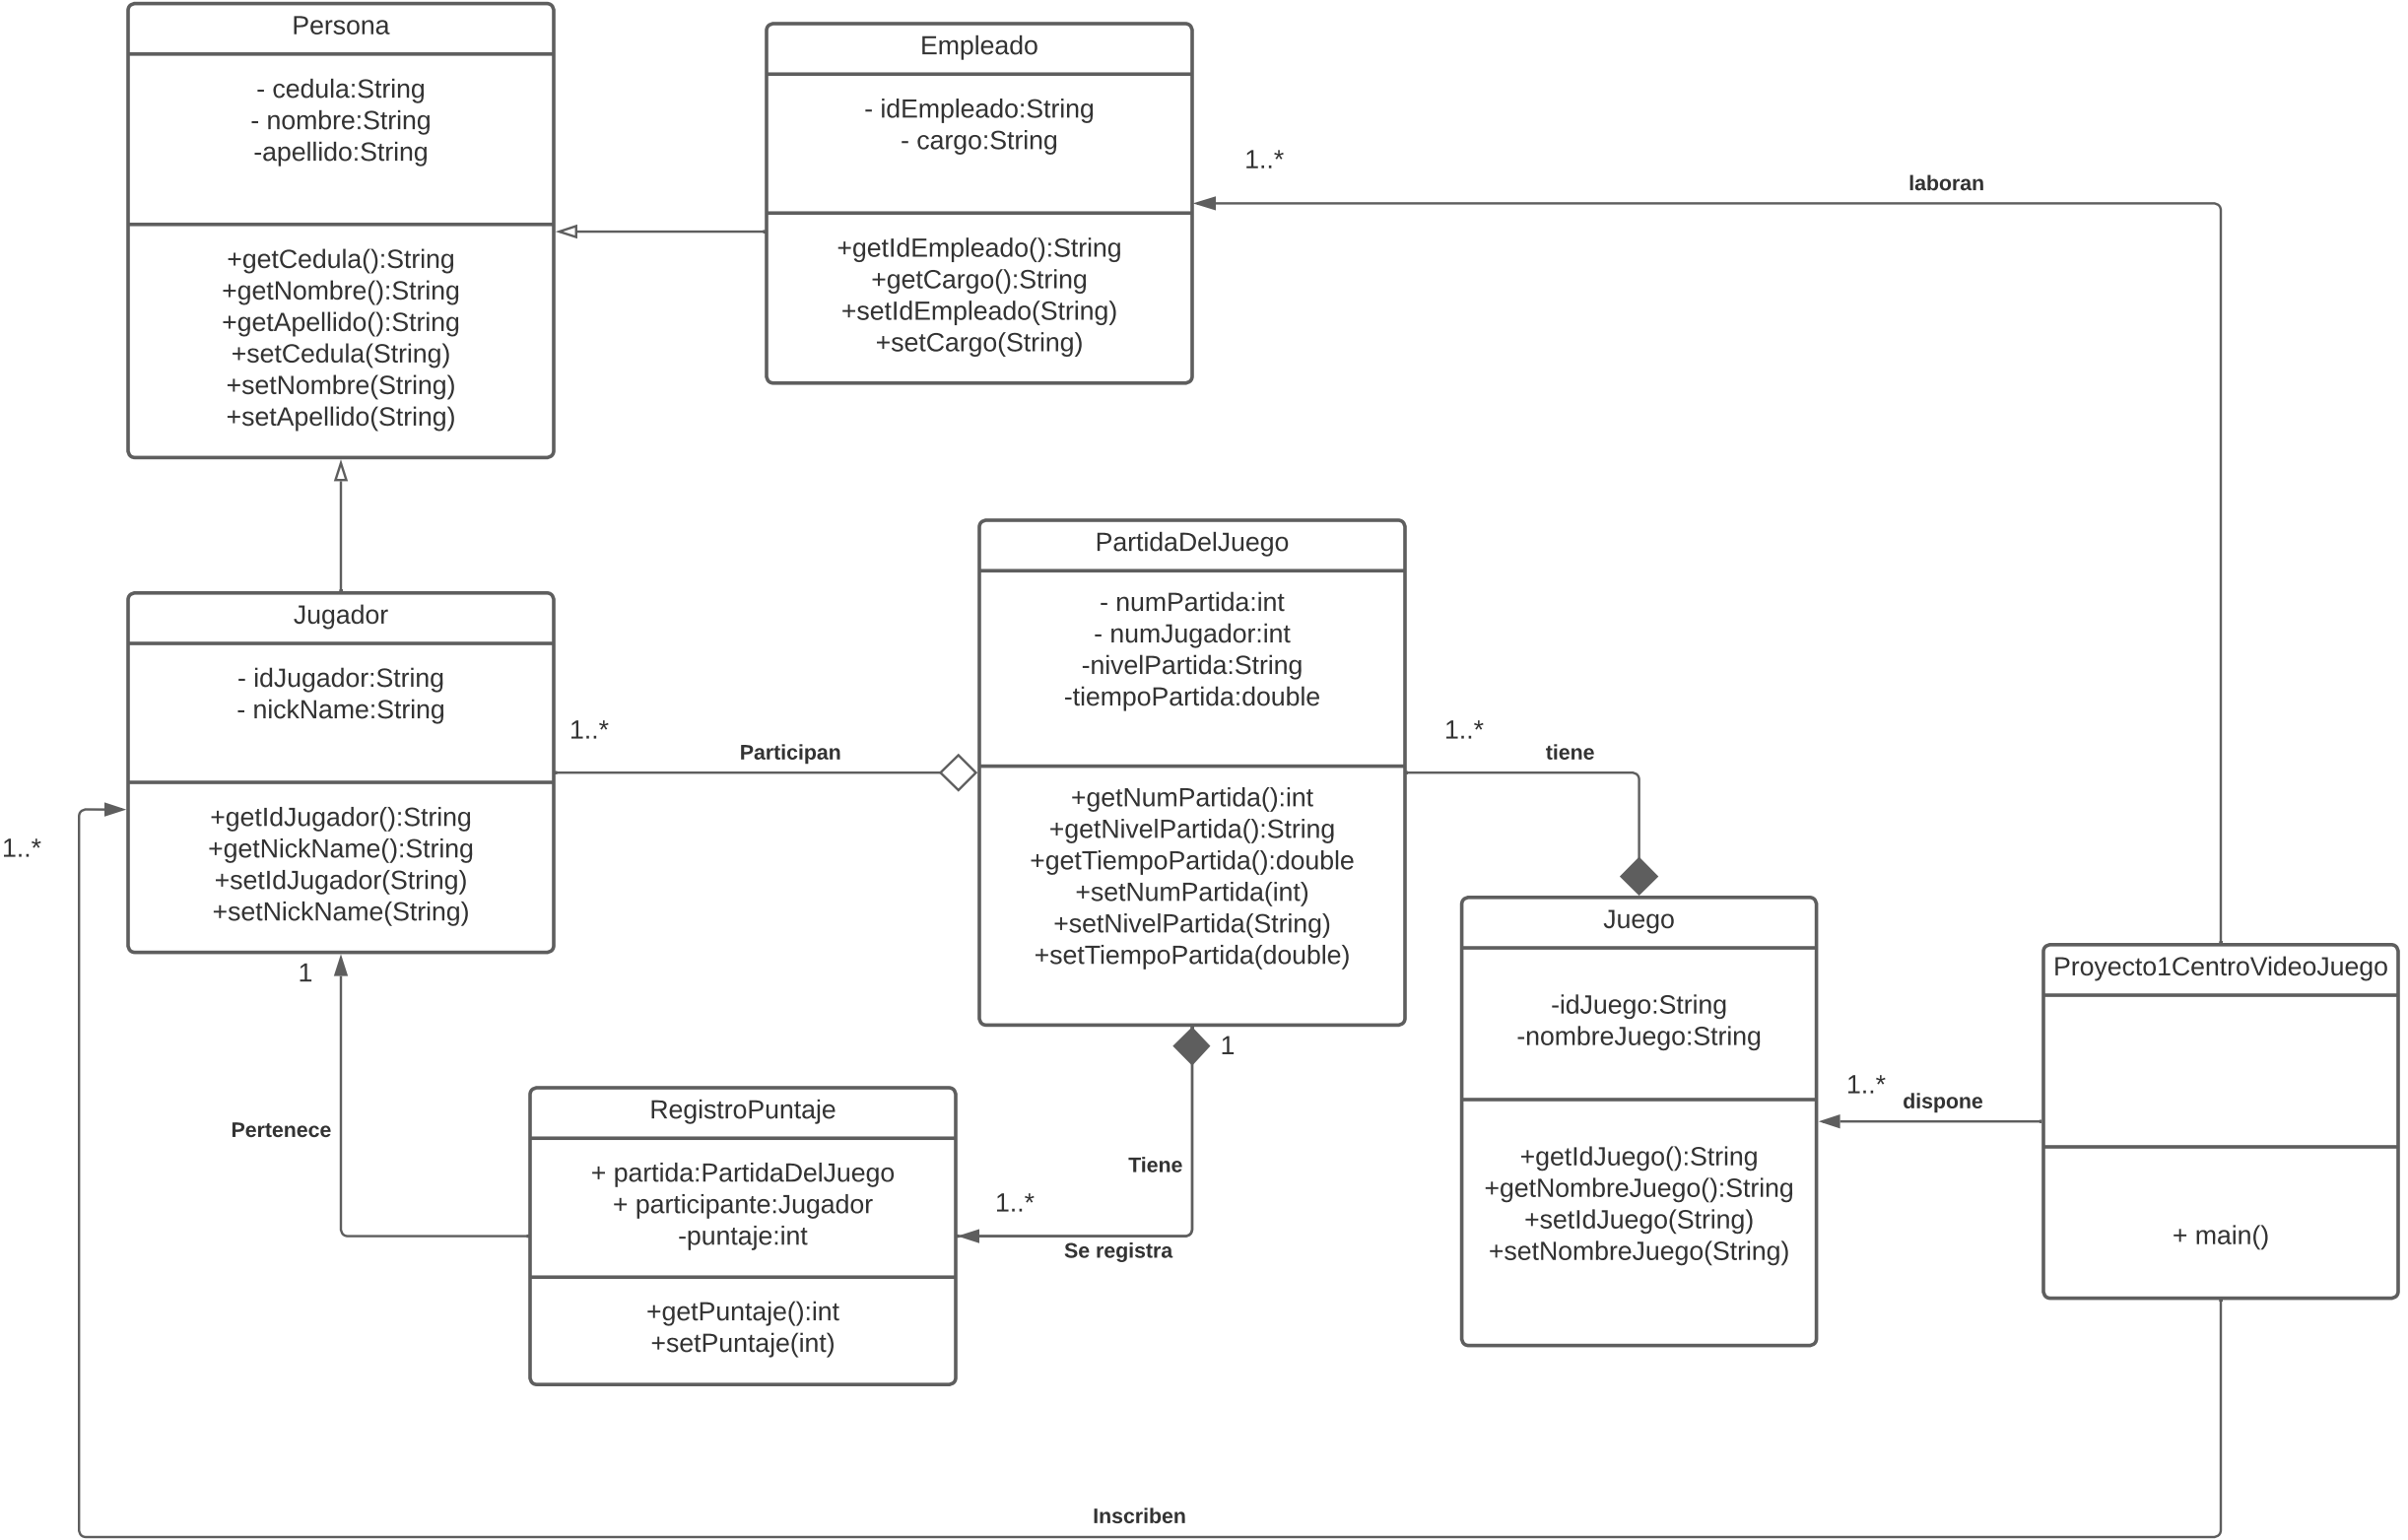 Persona
- cedula:String
- nombre:String
-apellido:String
+getCedula():String
+getNombre():String
+getApellido():String
+setCedula(String)
+setNombre(String)
+setApellido(String)
Empleado
- idEmpleado:String
- cargo:String
+getIdEmpleado():String
+getCargo():String
+setIdEmpleado(String)
+setCargo(String)
1..*
laboran
Jugador
- idJugador:String
- nickName:String
+getIdJugador():String
+getNickName():String
+setIdJugador(String)
+setNickName(String)
1..*
1..*
Participan
PartidaDelJuego
- numPartida:int
- numJugador:int
-nivelPartida:String
-tiempoPartida:double
+getNumPartida():int
+getNivelPartida():String
+getTiempoPartida():double
+setNumPartida(int)
+setNivelPartida(String)
+setTiempoPartida(double)
1..*
tiene
Juego
-idJuego:String
-nombreJuego:String
+getIdJuego():String
+getNombreJuego():String
+setIdJuego(String)
+setNombreJuego(String)
1..*
dispone
Proyecto1CentroVideoJuego
+ main()
1
Pertenece
RegistroPuntaje
+ partida:PartidaDelJuego
+ participante:Jugador
-puntaje:int
+getPuntaje():int
+setPuntaje(int)
1
Tiene
1..*
Se registra
Inscriben